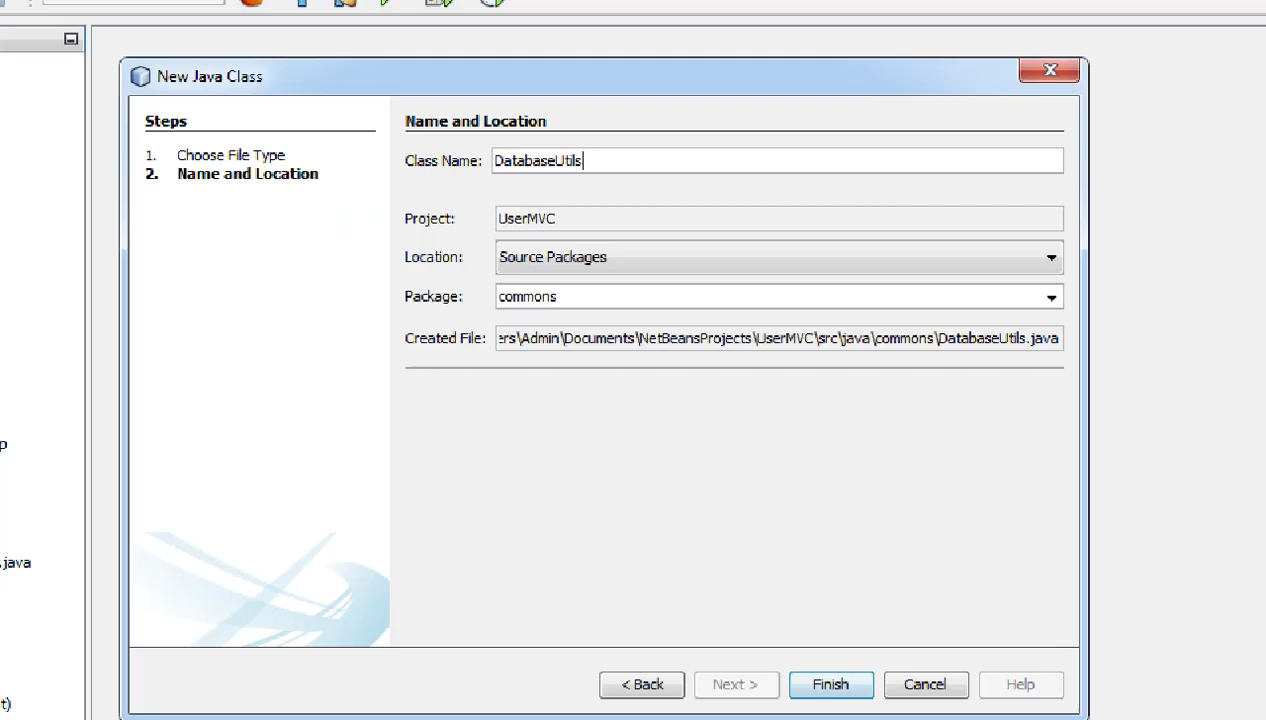 New Java Class
Steps
1. Choose File Type
2. Name and Location
Name and Location
Class Name: DatabaseUtils
Project: UserMVC
Location: Source Packages
Package: commons
Created File: ers\Admin\Documents\NetBeansProjects\UserMVC\src\java\commons\DatabaseUtils.java
p
.java
t)
< Back Next > Finish Cancel Help